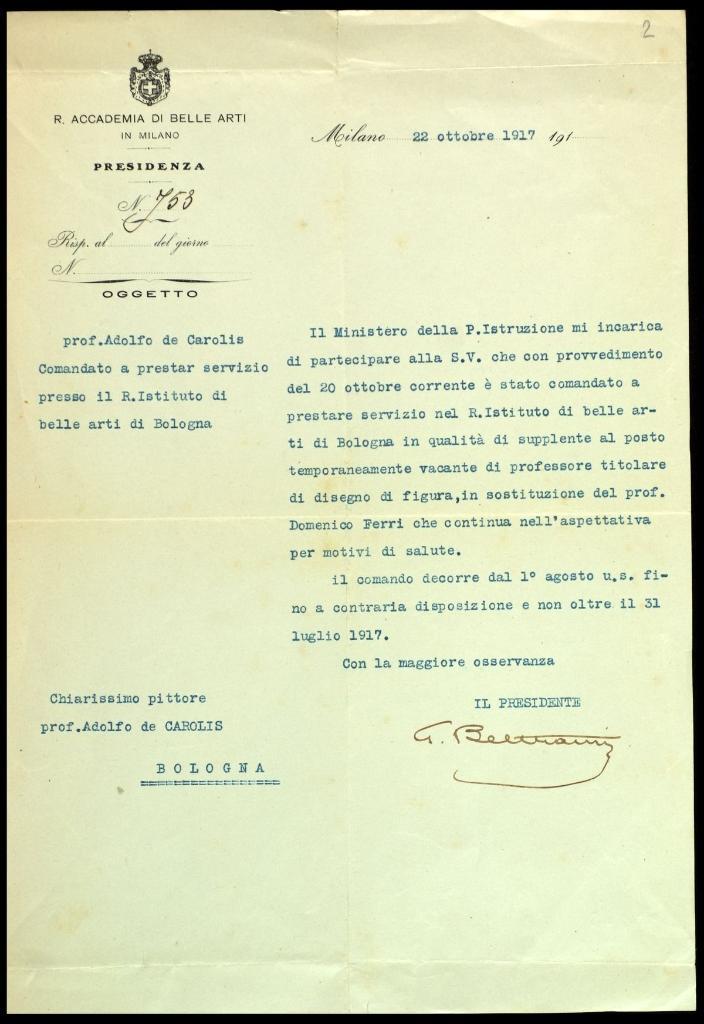 2
R. ACCADEMIA DI BELLE ARTI
IN MILANO
PRESIDENZA
N. 753
Risp. al del giorno
N.
OGGETTO
Milano 22 ottobre 1917 191
prof.Adolfo de Carolis
Comandato a prestar servizio
presso il R.Istituto di
belle arti di Bologna
Il Ministero della P.Istruzione mi incarica
di partecipare alla S.V. che con provvedimento
del 20 ottobre corrente è stato comandato a
prestare servizio nel R.Istituto di belle ar-
ti di Bologna in qualità di supplente al posto
temporaneamente vacante di professore titolare
di disegno di figura,in sostituzione del prof.
Domenico Ferri che continua nell'aspettativa
per motivi di salute.
il comando decorre dal 1° agosto u.s. fi-
no a contraria disposizione e non oltre il 31
luglio 1917.
Con la maggiore osservanza
IL PRESIDENTE
G. Beltrami
Chiarissimo pittore
prof.Adolfo de CAROLIS
BOLOGNA